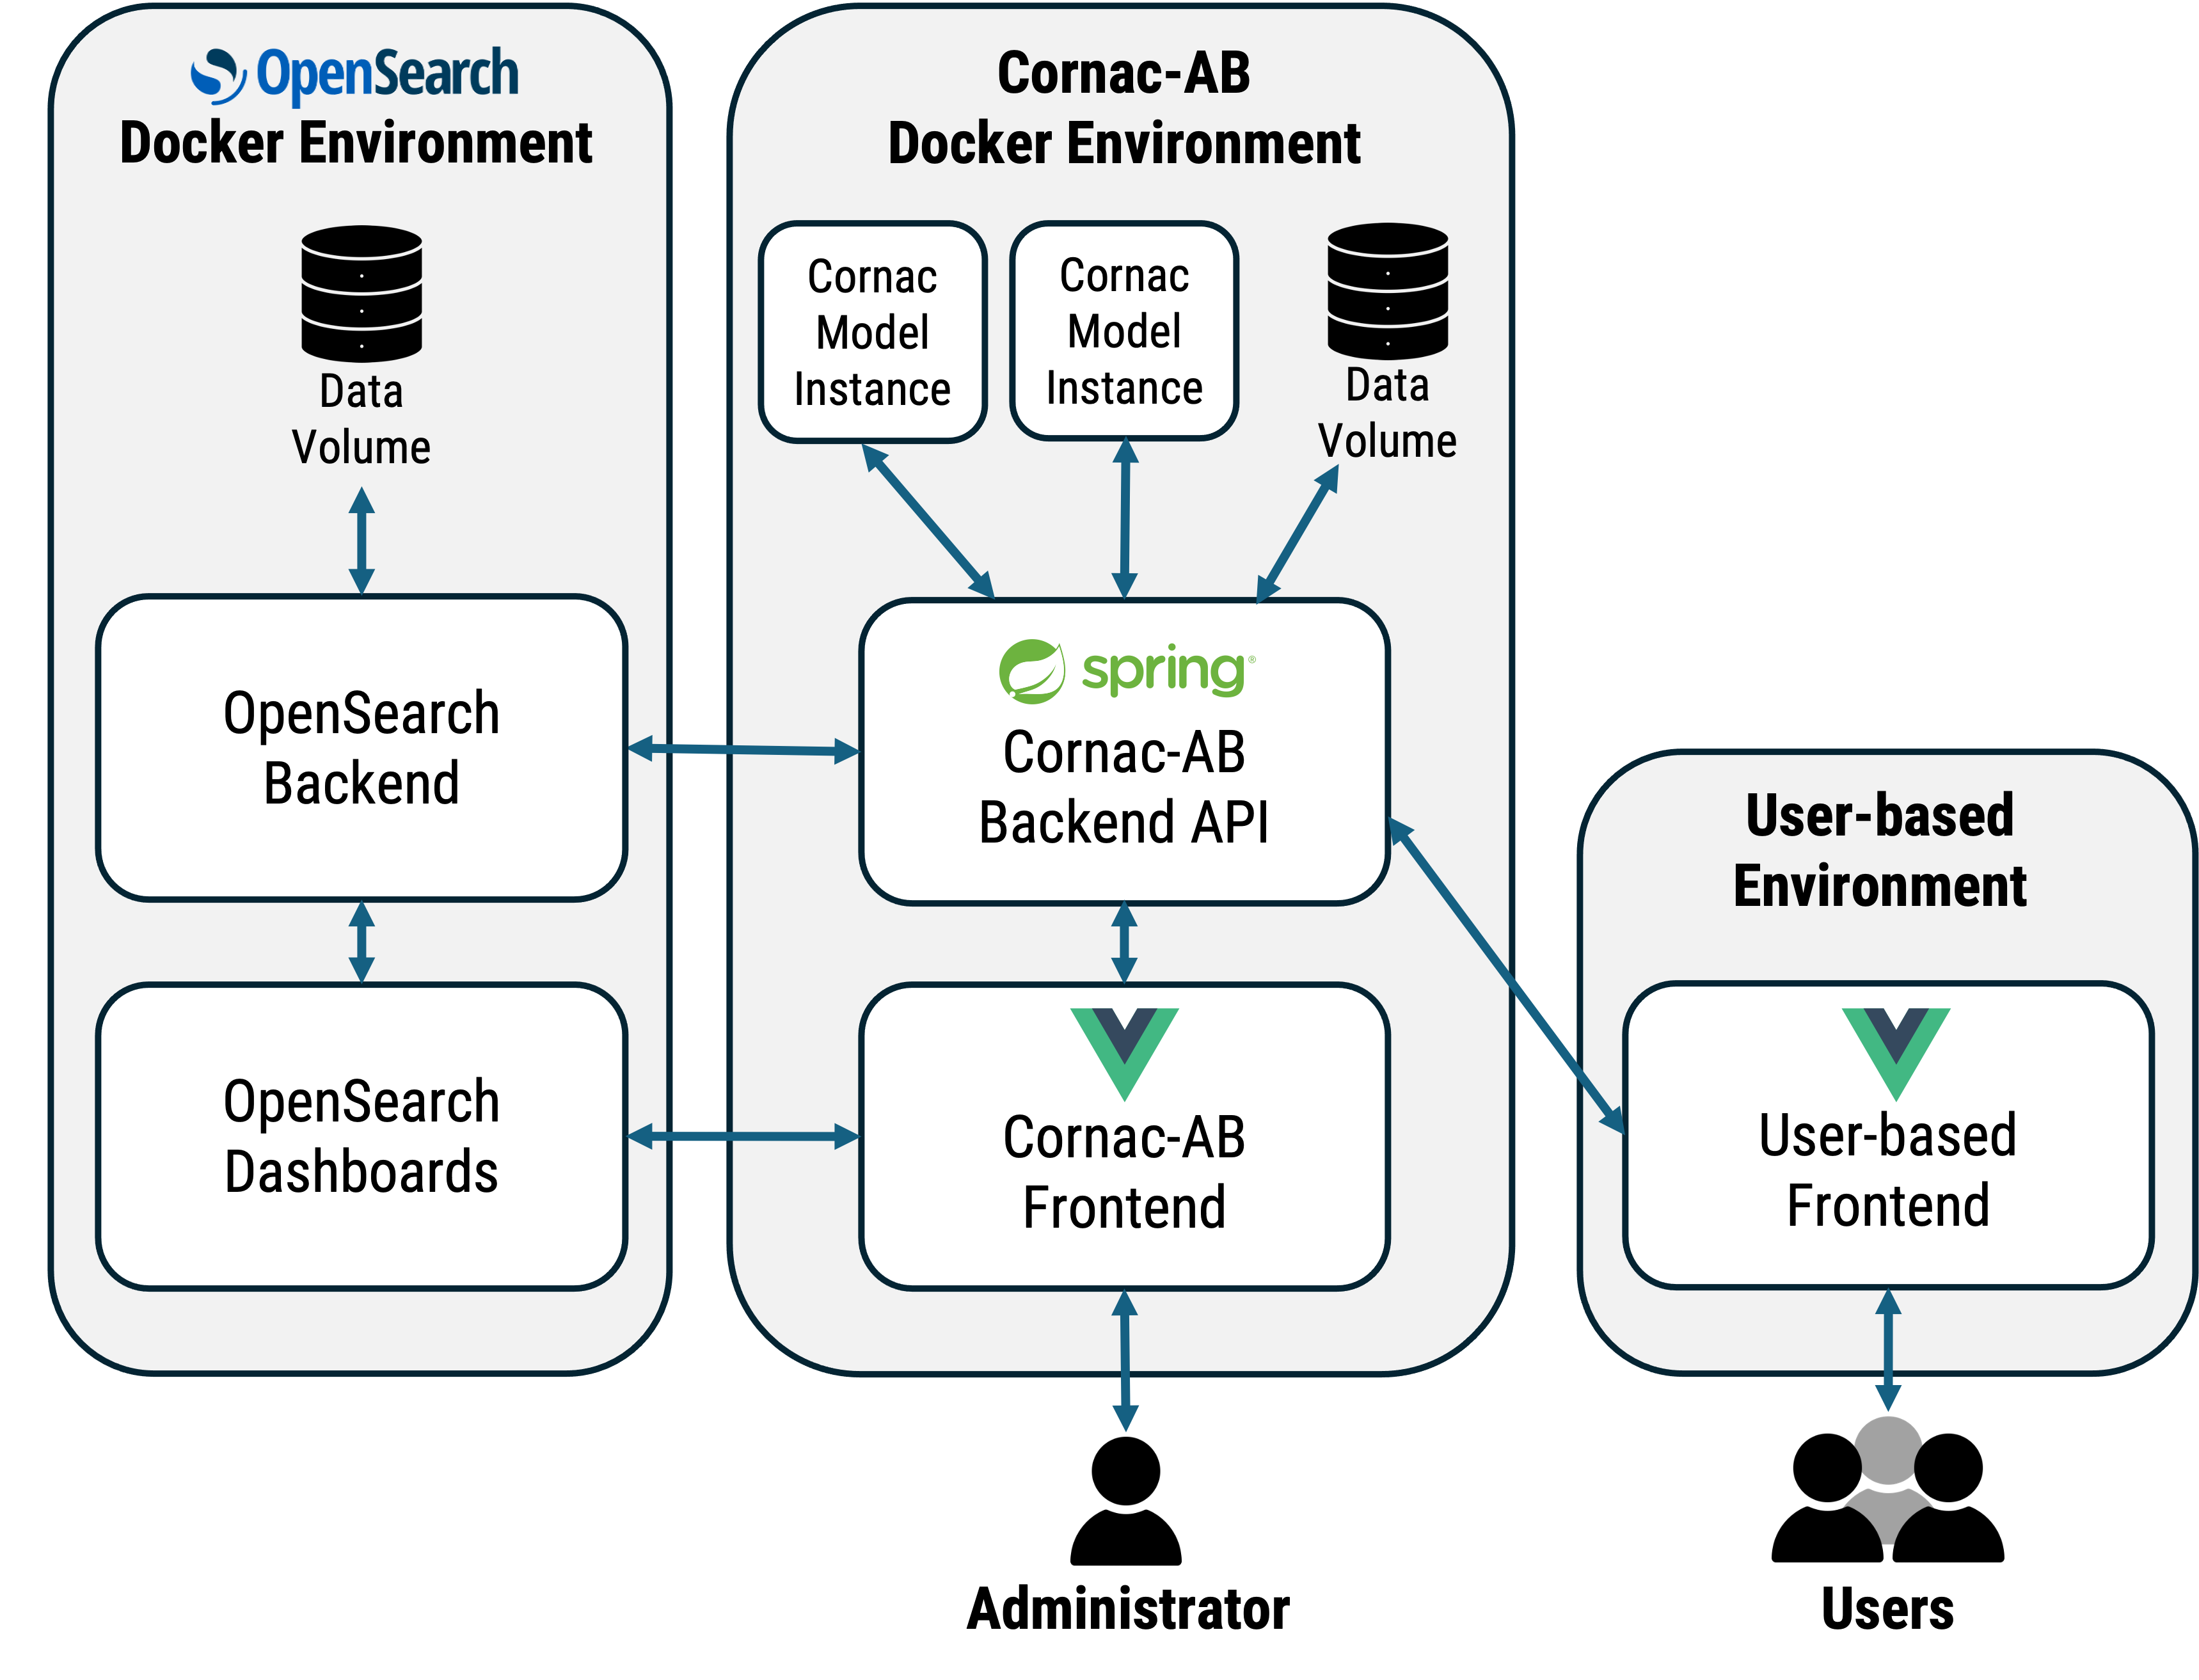 OpenSearch
Docker Environment
Data
Volume
OpenSearch
Backend
OpenSearch
Dashboards
Cornac-AB
Docker Environment
Cornac
Model
Instance
Cornac
Model
Instance
Data
Volume
spring®
Cornac-AB
Backend API
Cornac-AB
Frontend
Administrator
User-based
Environment
User-based
Frontend
Users